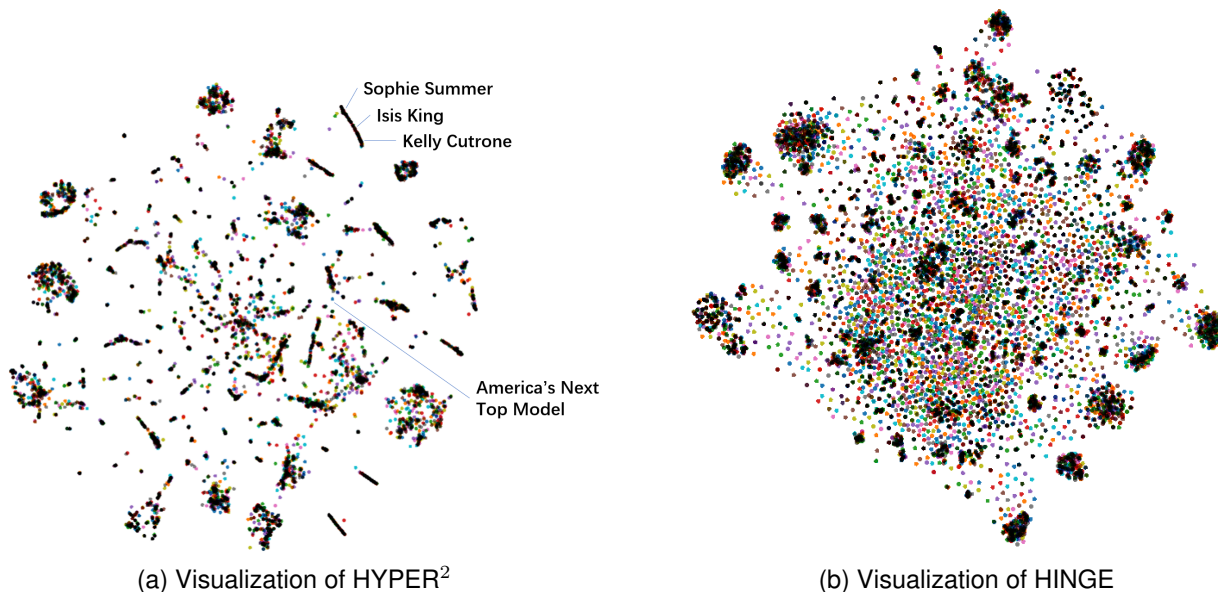 Sophie Summer
Isis King
Kelly Cutrone
America's Next
Top Model
(a) Visualization of HYPER²
(b) Visualization of HINGE